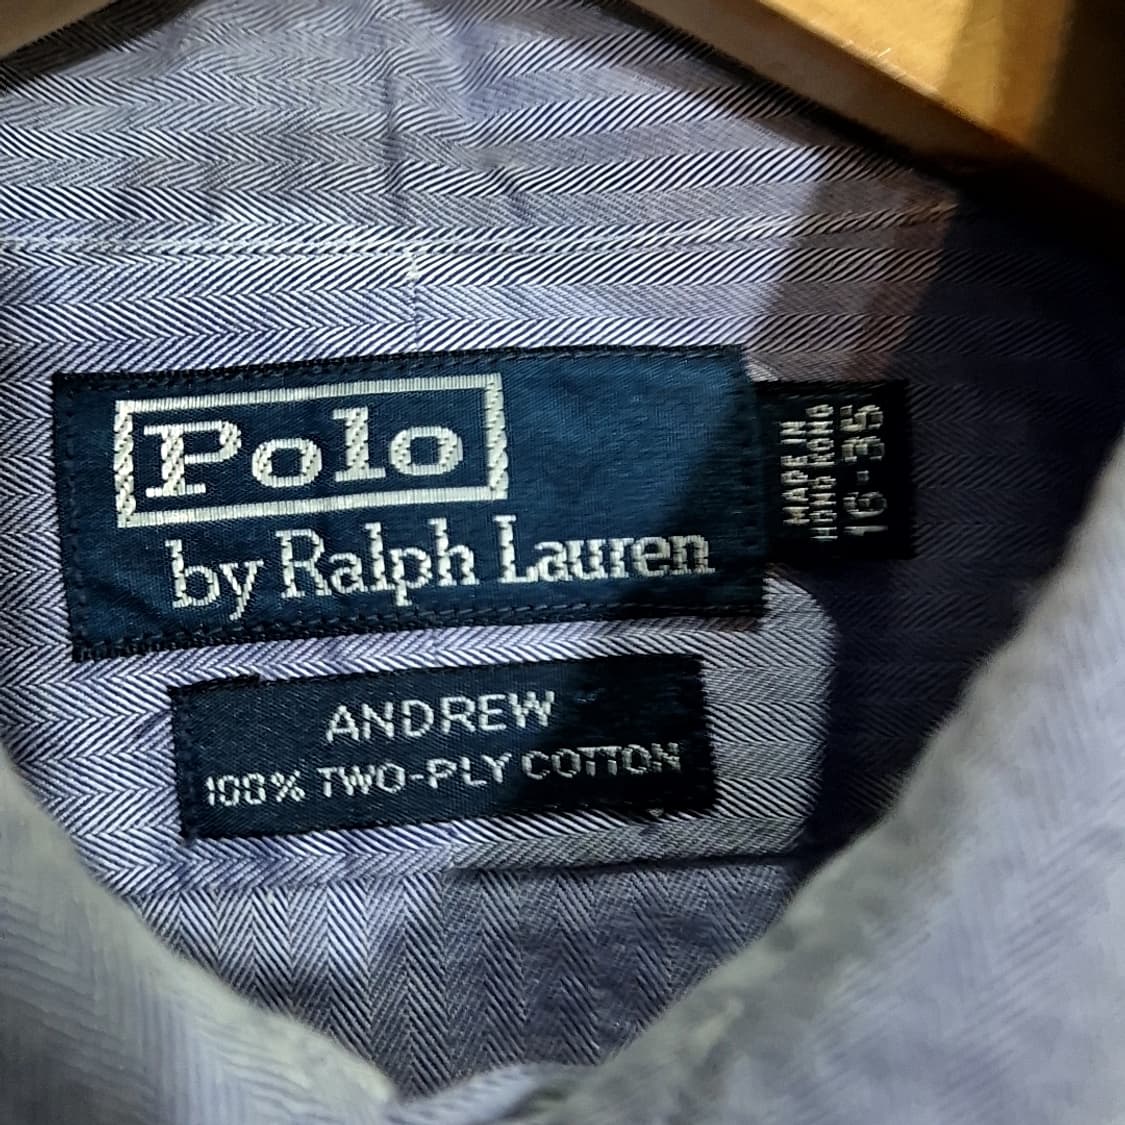 Polo
by Ralph Lauren
MADE IN
HONG KONG
16-35
ANDREW
100% TWO-PLY COTTON